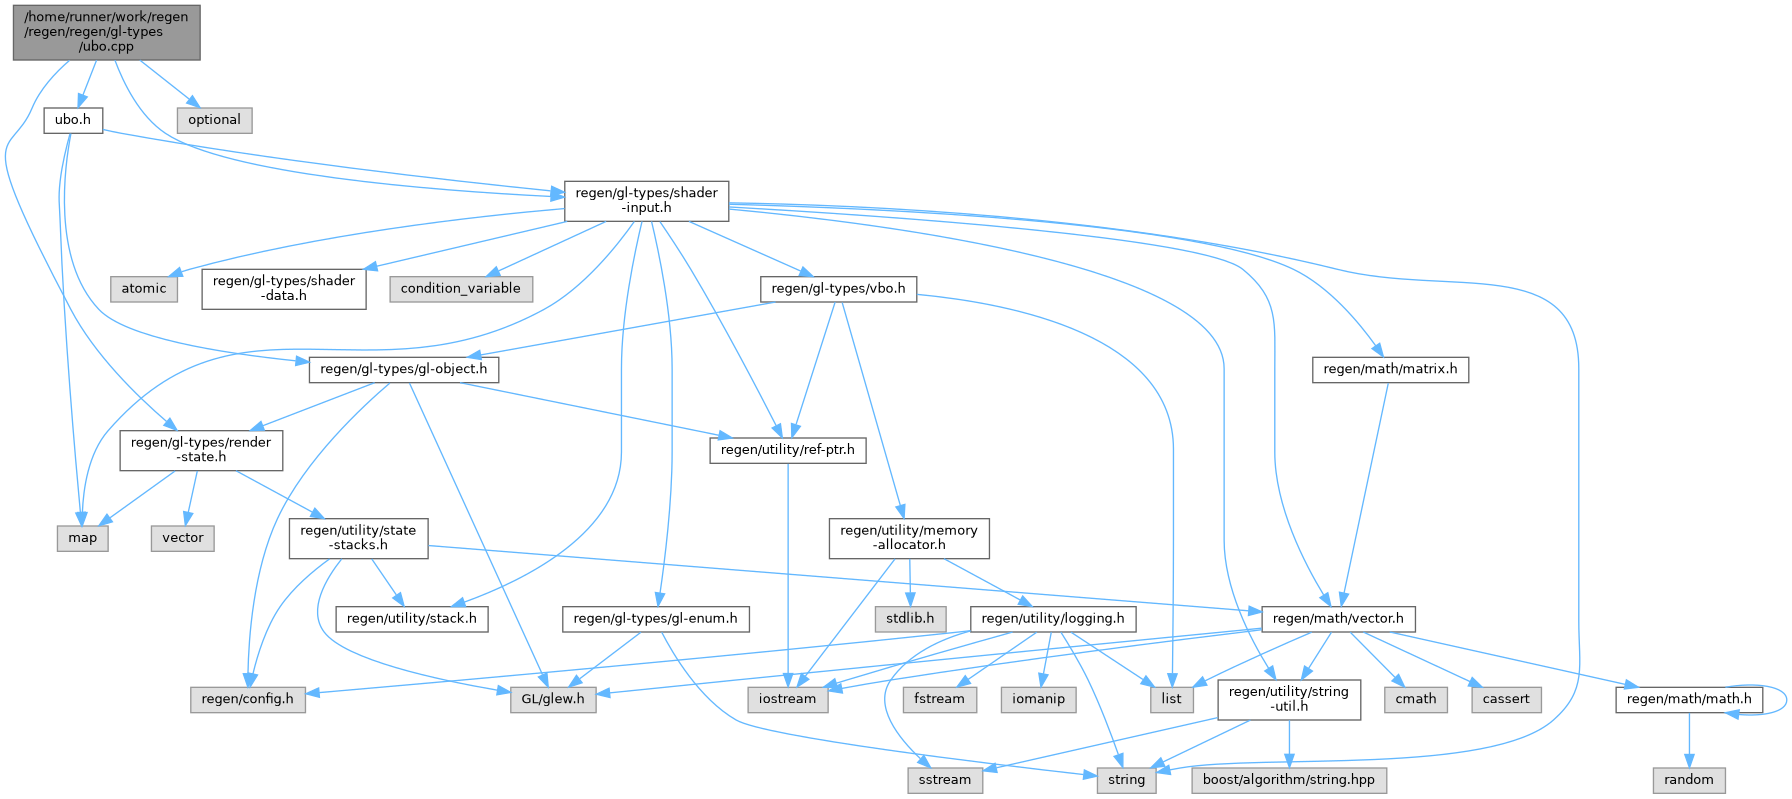 /home/runner/work/regen
/regen/regen/gl-types
/ubo.cpp
ubo.h
optional
regen/gl-types/shader
-input.h
atomic
regen/gl-types/shader
-data.h
condition_variable
regen/gl-types/vbo.h
regen/gl-types/gl-object.h
regen/math/matrix.h
regen/gl-types/render
-state.h
regen/utility/ref-ptr.h
map
vector
regen/utility/state
-stacks.h
regen/utility/memory
-allocator.h
regen/utility/stack.h
regen/gl-types/gl-enum.h
stdlib.h
regen/utility/logging.h
regen/math/vector.h
regen/config.h
GL/glew.h
iostream
fstream
iomanip
list
regen/utility/string
-util.h
cmath
cassert
regen/math/math.h
sstream
string
boost/algorithm/string.hpp
random